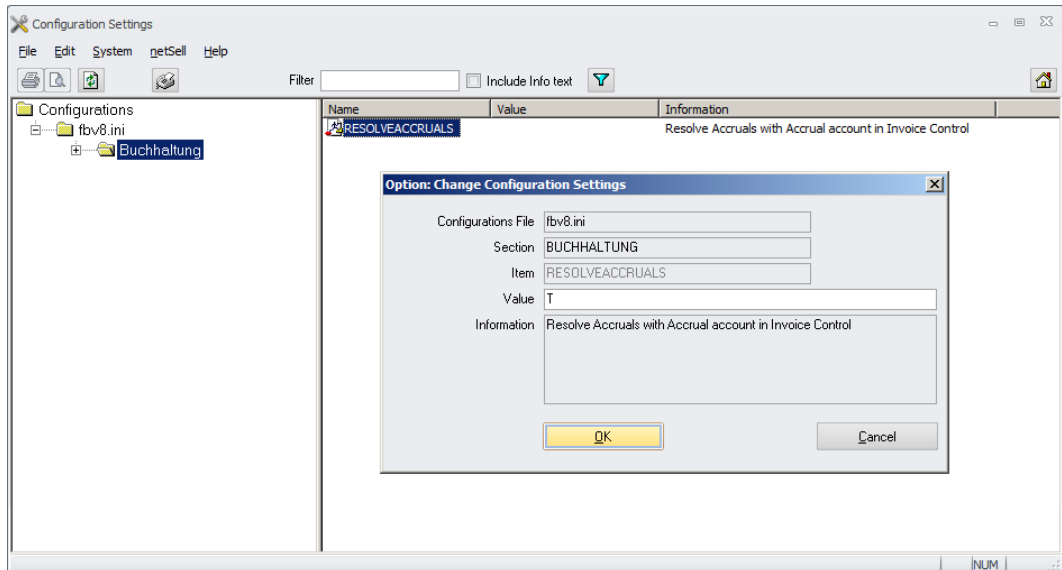 Configuration Settings
File Edit System netSell Help
Filter Include Info text
Configurations
fbv8.ini
Buchhaltung
Name Value Information
RESOLVEACCRUALS Resolve Accruals with Accrual account in Invoice Control
Option: Change Configuration Settings
Configurations File fbv8.ini
Section BUCHHALTUNG
Item RESOLVEACCRUALS
Value T
Information Resolve Accruals with Accrual account in Invoice Control
OK Cancel
NUM